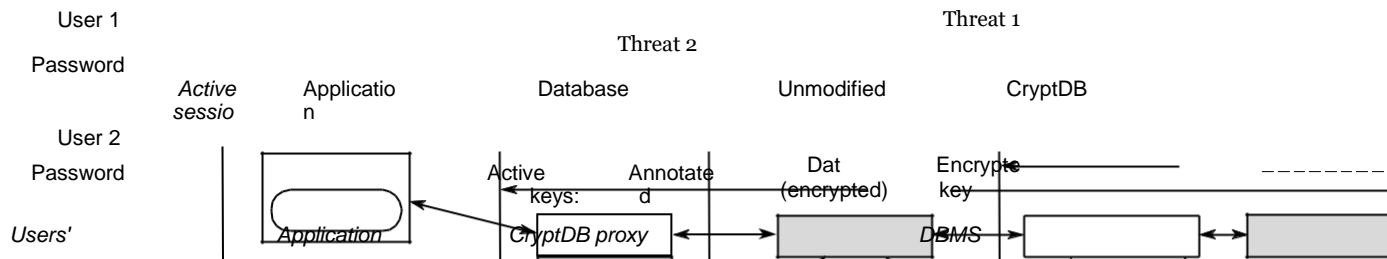 User 1
Threat 1
Threat 2
Password
Active
sessio
Applicatio
n
Database
Unmodified
CryptDB
User 2
Password
Active
keys:
Annotate
d
Dat
(encrypted)
Encrypte
key
Users'
Application
CryptDB proxy
DBMS